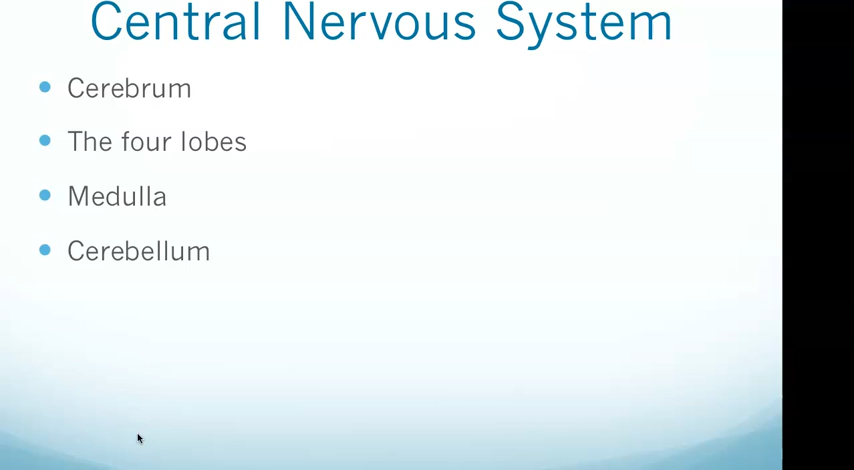 Central Nervous System
Cerebrum
The four lobes
Medulla
Cerebellum